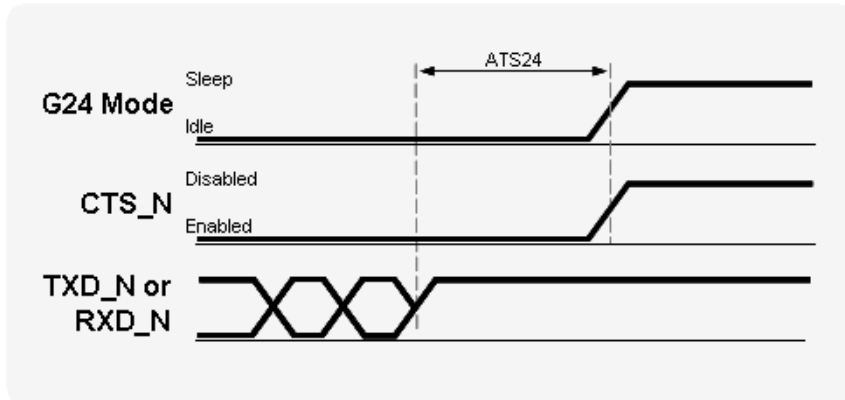 ATS24
Sleep
G24 Mode
Idle
Disabled
CTS_N
Enabled
TXD_N or
RXD_N